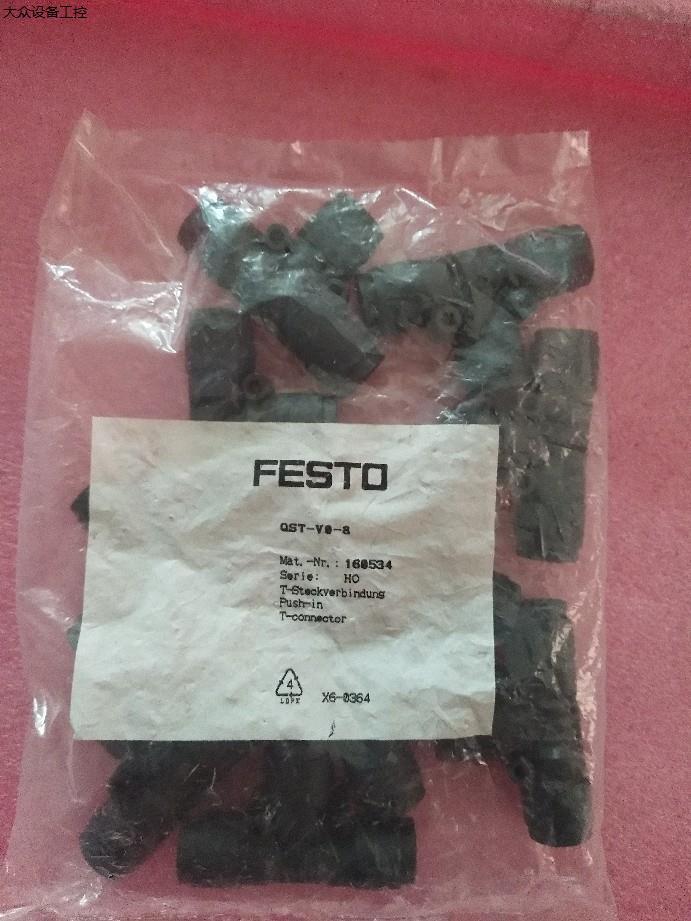 大众设备工控
FESTO
QST-V0-8
Mat.-Nr.: 160534
Serie: HO
T-Steckverbindung
Push-in
T-connector
4
LDPE
X6-0364